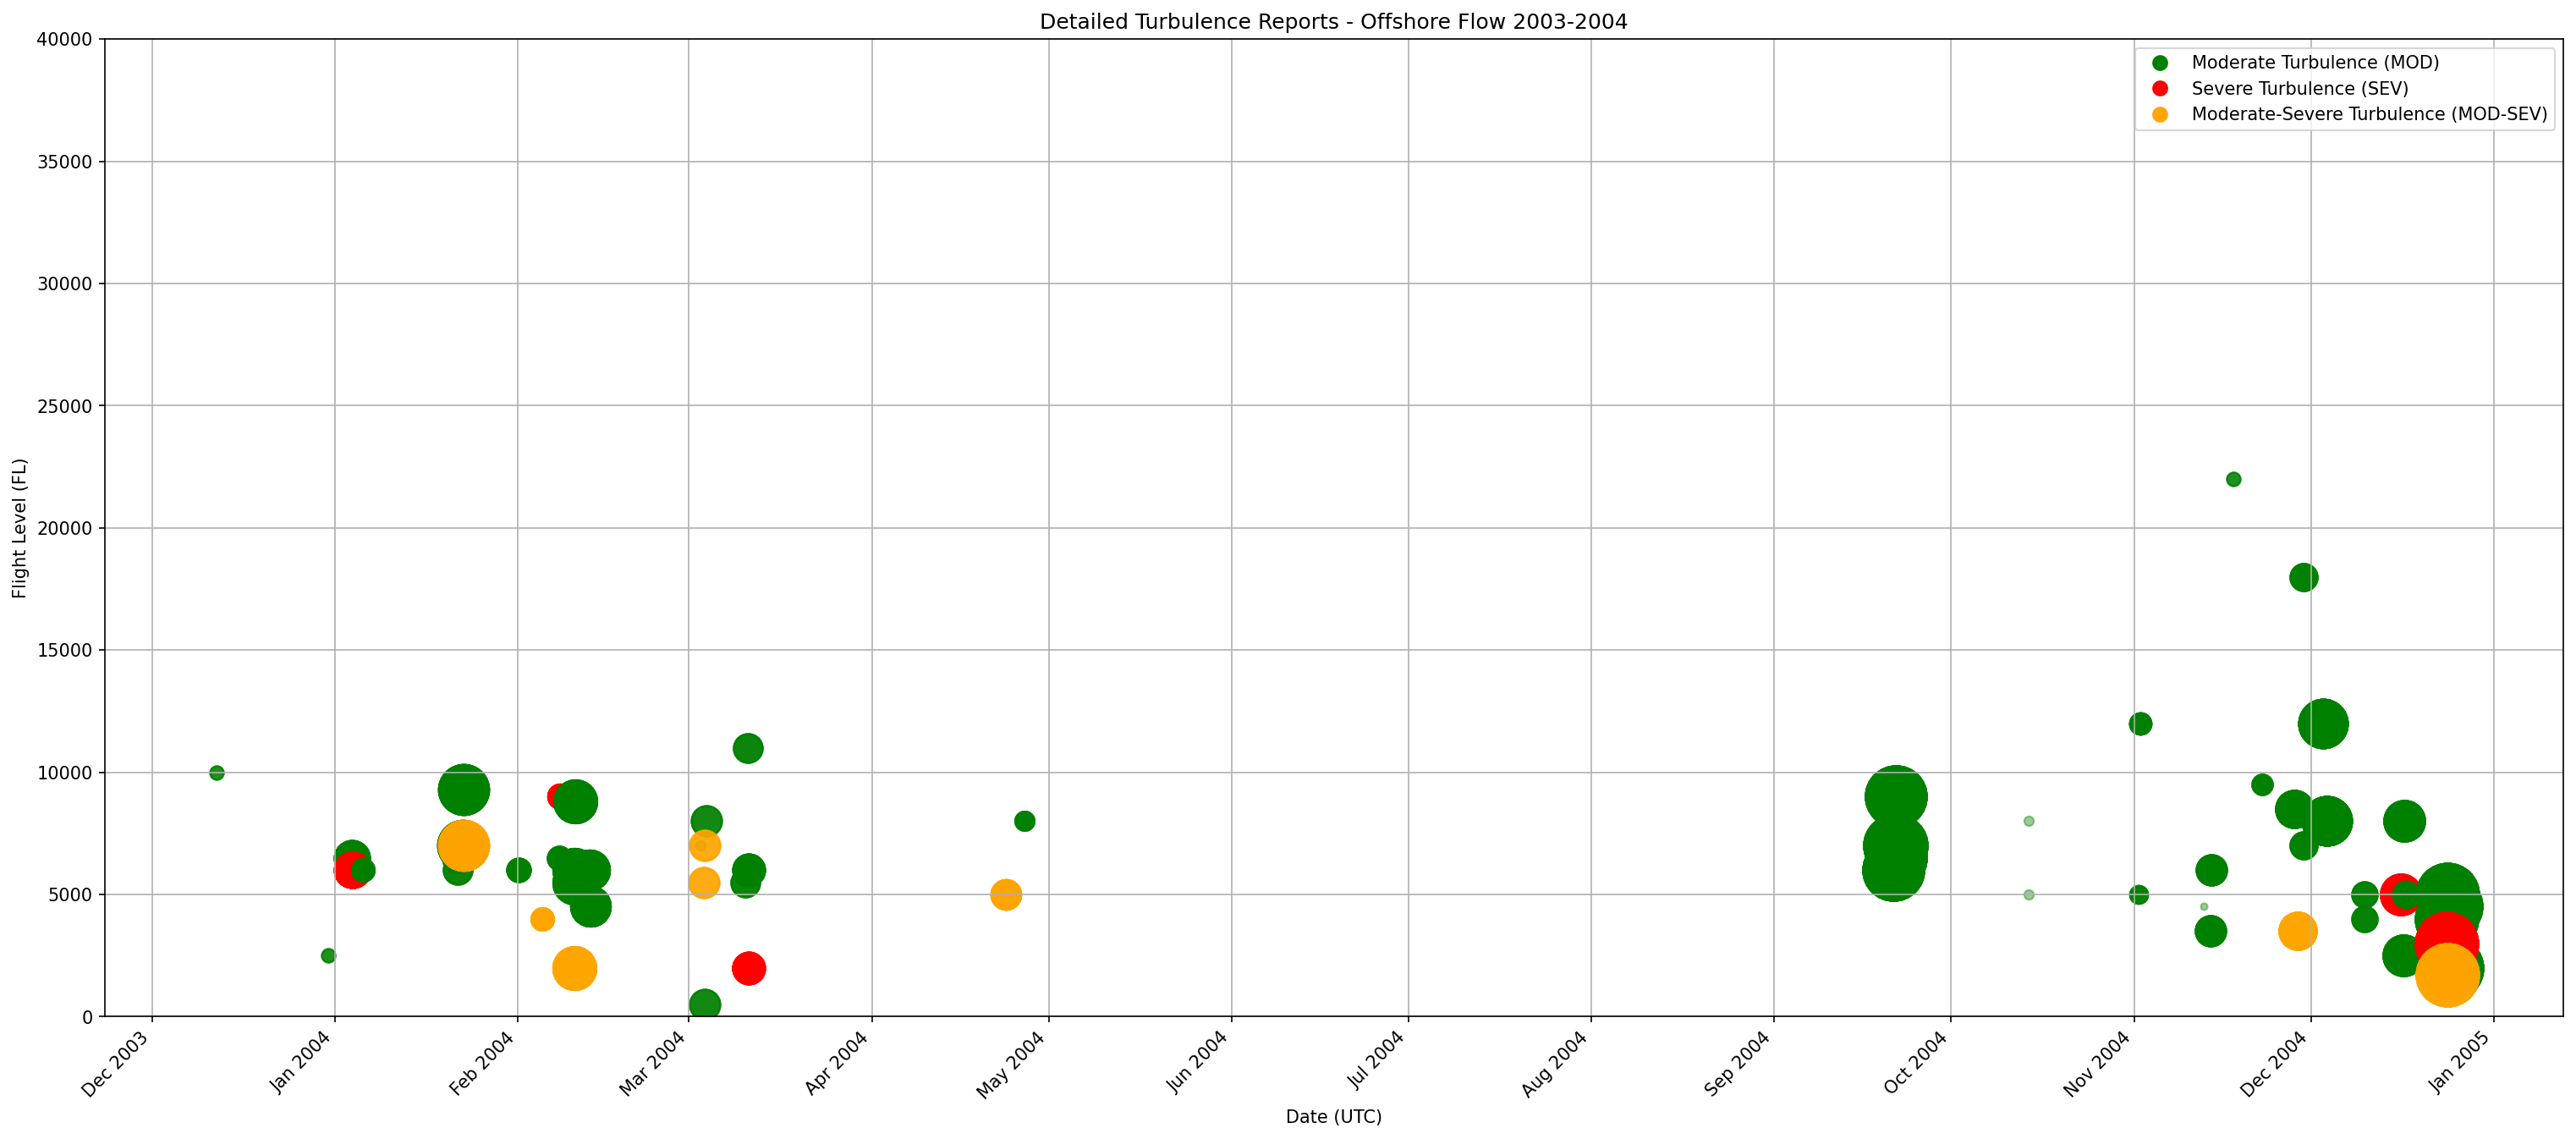 Detailed Turbulence Reports - Offshore Flow 2003-2004
40000
35000
30000
25000
20000
15000
10000
5000
0
Flight Level (FL)
Moderate Turbulence (MOD)
Severe Turbulence (SEV)
Moderate-Severe Turbulence (MOD-SEV)
Dec 2003
Jan 2004
Feb 2004
Mar 2004
Apr 2004
May 2004
Jun 2004
Jul 2004
Aug 2004
Sep 2004
Oct 2004
Nov 2004
Dec 2004
Jan 2005
Date (UTC)